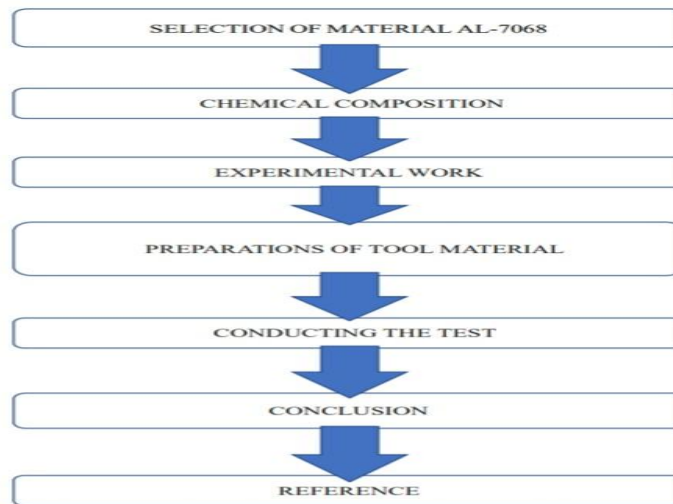 SELECTION OF MATERIAL AL-7068
CHEMICAL COMPOSITION
EXPERIMENTAL WORK
PREPARATIONS OF TOOL MATERIAL
CONDUCTING THE TEST
CONCLUSION
REFERENCE